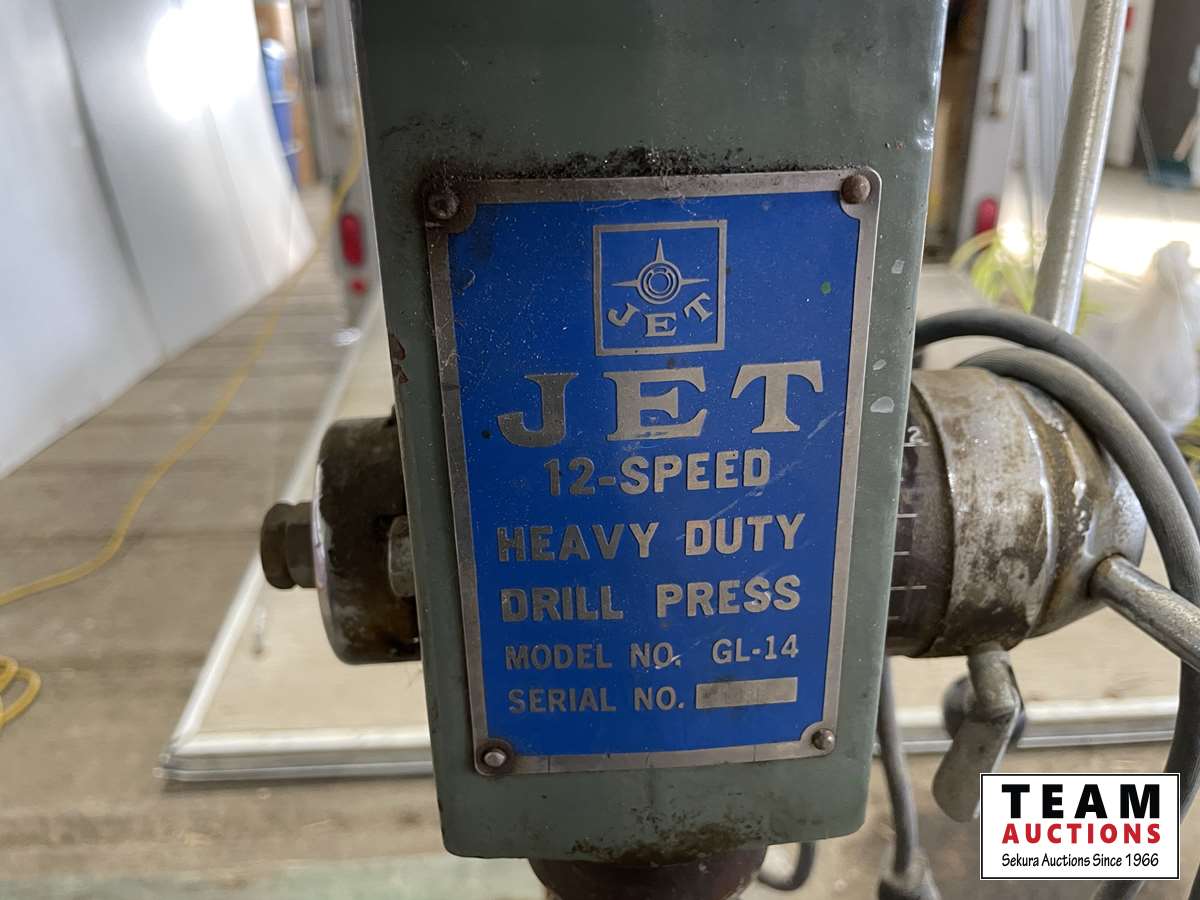 JET
JET
12-SPEED
HEAVY DUTY
DRILL PRESS
MODEL NO. GL-14
SERIAL NO.
2
TEAM
AUCTIONS
Sekura Auctions Since 1966